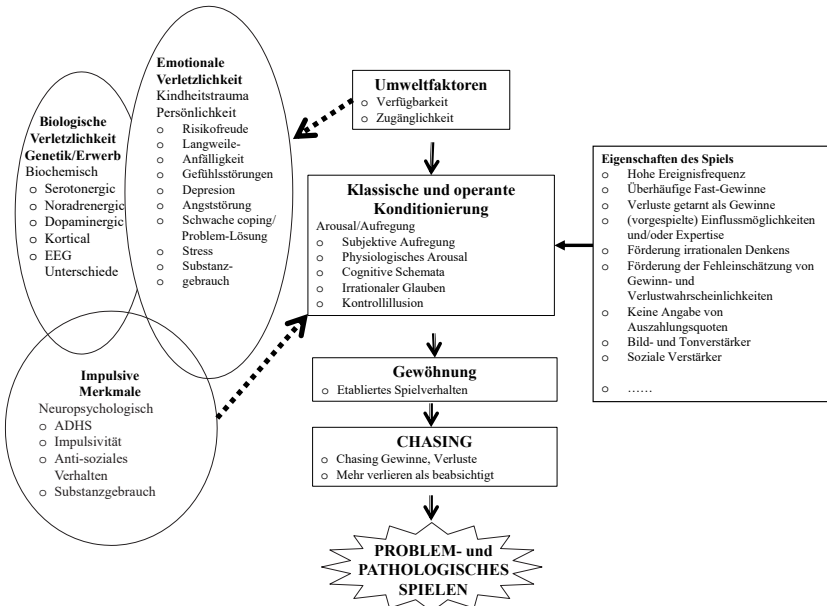 Emotionale
Verletzlichkeit
Kindheitstrauma
Persönlichkeit
o Risikofreude
o Langweile-
o Anfälligkeit
o Gefühlsstörungen
o Depresion
o Angststörung
o Schwache coping/
Problem-Lösung
o Stress
o Substanz-
o gebrauch
Biologische
Verletzlichkeit
Genetik/Erwerb
Biochemisch
o Serotonergic
o Noradrenergic
o Dopaminergic
o Kortical
o EEG
Unterschiede
Impulsive
Merkmale
Neuropsychologisch
o ADHS
o Impulsivität
o Anti-soziales
Verhalten
o Substanzgebrauch
Umweltfaktoren
o Verfügbarkeit
o Zugänglichkeit
Klassische und operante
Konditionierung
Arousal/Aufregung
o Subjektive Aufregung
o Physiologisches Arousal
o Cognitive Schemata
o Irrationaler Glauben
o Kontrollillusion
Gewöhnung
o Etabliertes Spielverhalten
CHASING
o Chasing Gewinne, Verluste
o Mehr verlieren als beabsichtigt
PROBLEM- und
PATHOLOGISCHES
SPIELEN
Eigenschaften des Spiels
o Hohe Ereignisfrequenz
o Überhäufige Fast-Gewinne
o Verluste getarnt als Gewinne
o (vorgespielte) Einflussmöglichkeiten
und/oder Expertise
o Förderung irrationalen Denkens
o Förderung der Fehleinschätzung von
Gewinn- und
Verlustwahrscheinlichkeiten
o Keine Angabe von
Auszahlungsquoten
o Bild- und Tonverstärker
o Soziale Verstärker
o ……